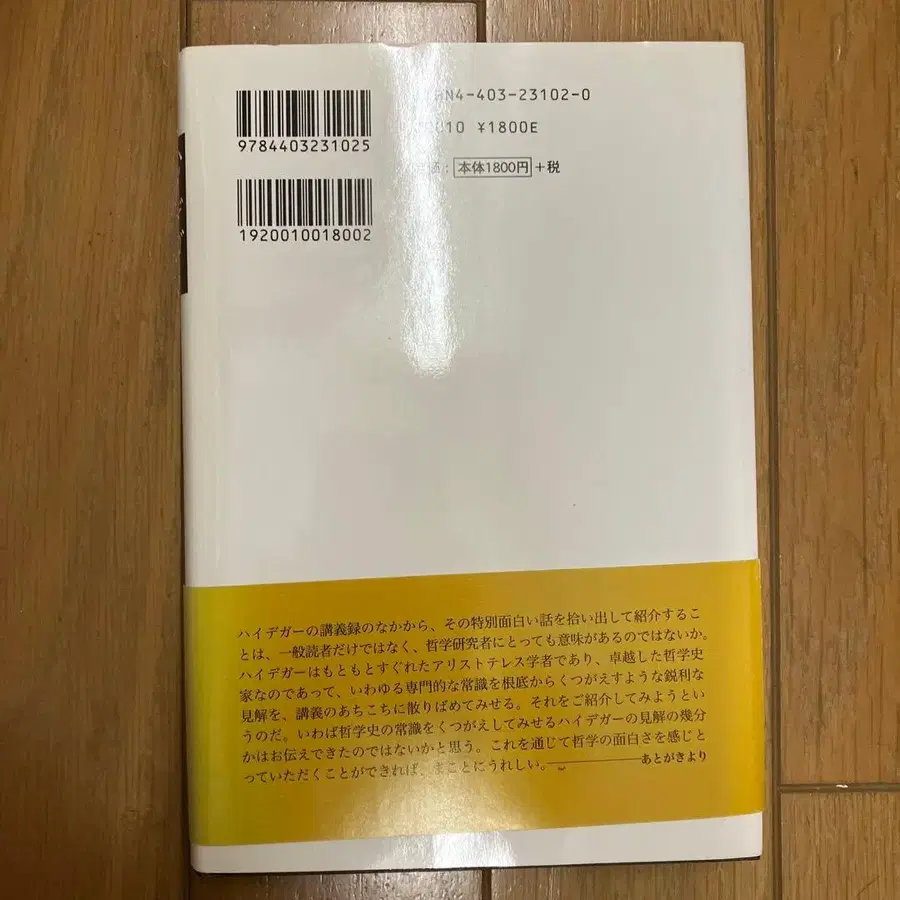 9784403231025
1920010018002
N4-403-23102-0
10 ¥1800E
: 本体1800円+税
ハイデガーの講義録のなかから、その特別面白い話を拾い出して紹介するこ
とは、一般読者だけではなく、哲学研究者にとっても意味があるのではないか。
ハイデガーはもともとすぐれたアリストテレス学者であり、卓越した哲学史
家なのであって、いわゆる専門的な常識を根底からくつがえすような鋭利な
見解を、講義のあちこちに散りばめてみせる。それをご紹介してみようとい
うのだ。いわば哲学史の常識をくつがえしてみせるハイデガーの見解の幾分
かはお伝えできたのではないかと思う。これを通じて哲学の面白さを感じと
っていただくことができれば、まことにうれしい。――あとがきより